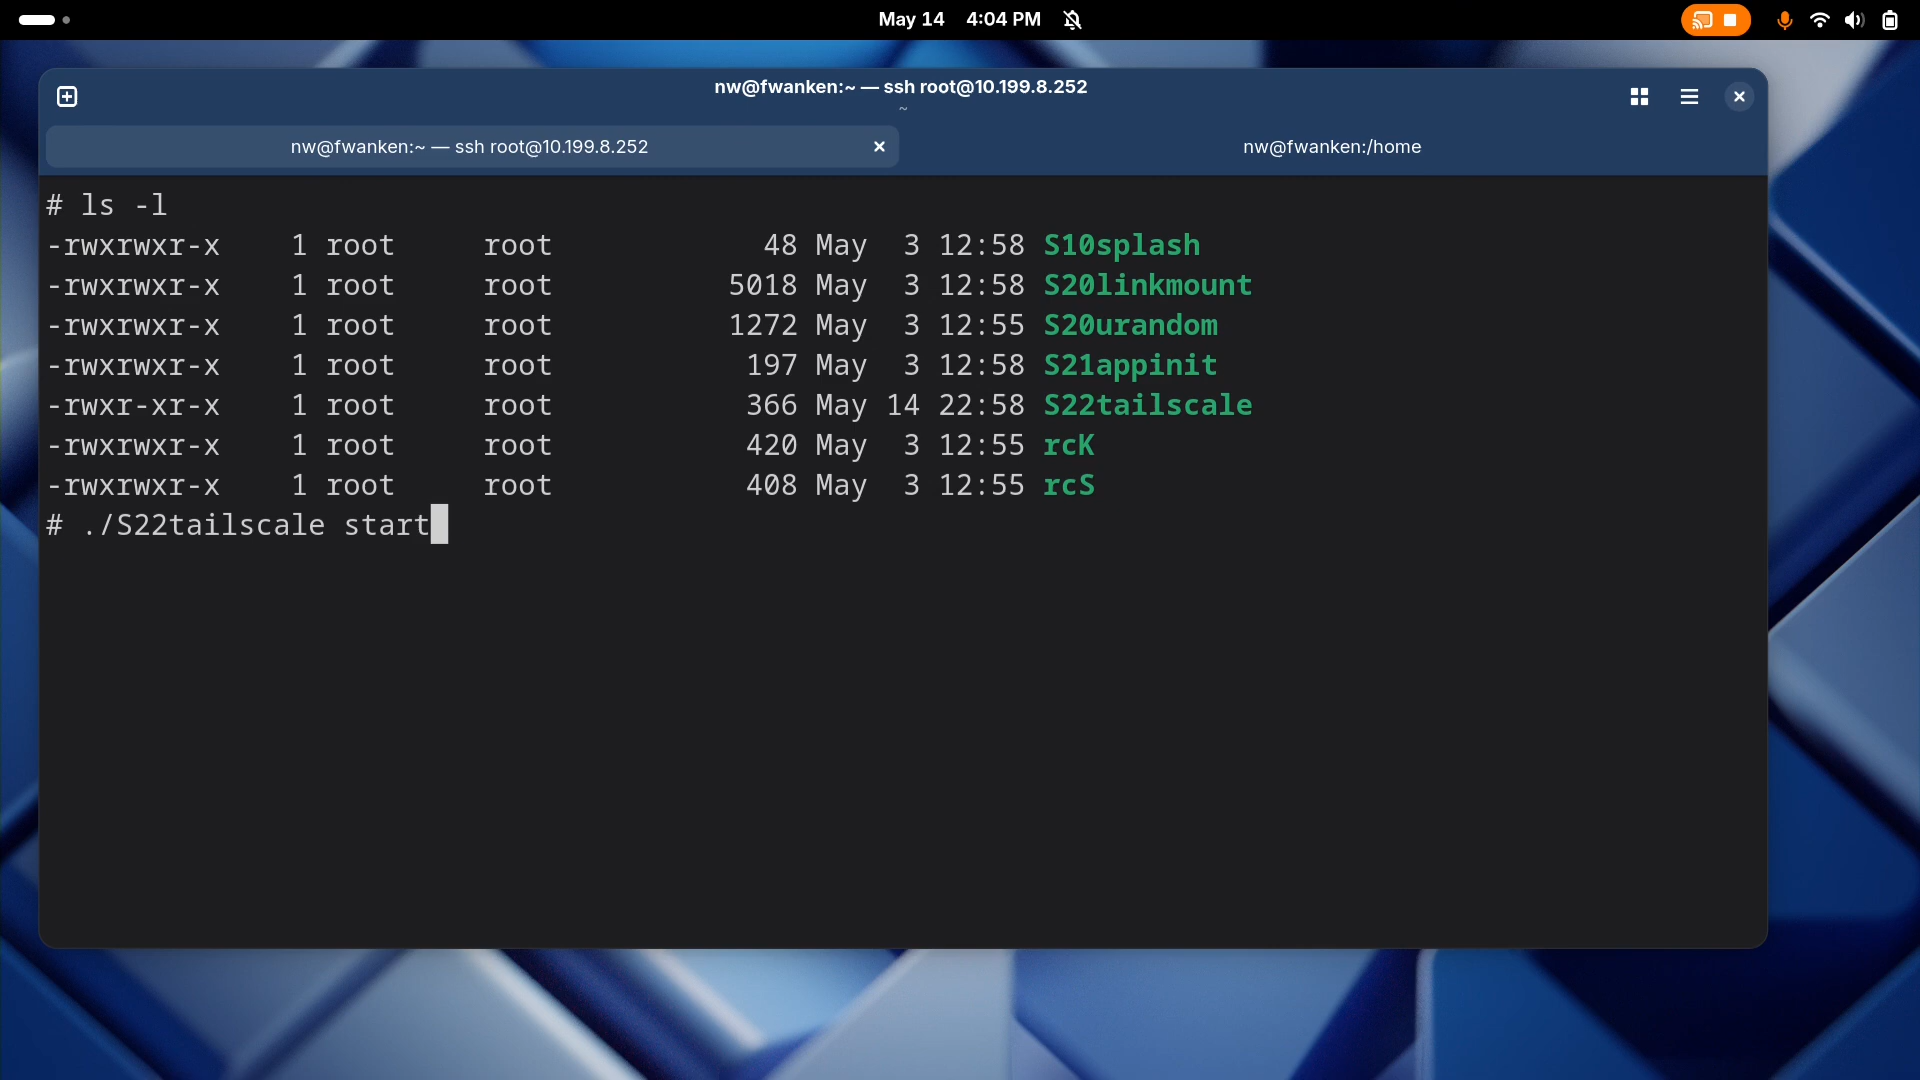 May 14 4:04 PM
nw@fwanken:~ — ssh root@10.199.8.252
~
nw@fwanken:~ — ssh root@10.199.8.252
nw@fwanken:/home
# ls -l
-rwxrwxr-x    1 root     root            48 May  3 12:58 S10splash
-rwxrwxr-x    1 root     root          5018 May  3 12:58 S20linkmount
-rwxrwxr-x    1 root     root          1272 May  3 12:55 S20urandom
-rwxrwxr-x    1 root     root           197 May  3 12:58 S21appinit
-rwxr-xr-x    1 root     root           366 May 14 22:58 S22tailscale
-rwxrwxr-x    1 root     root           420 May  3 12:55 rcK
-rwxrwxr-x    1 root     root           408 May  3 12:55 rcS
# ./S22tailscale start